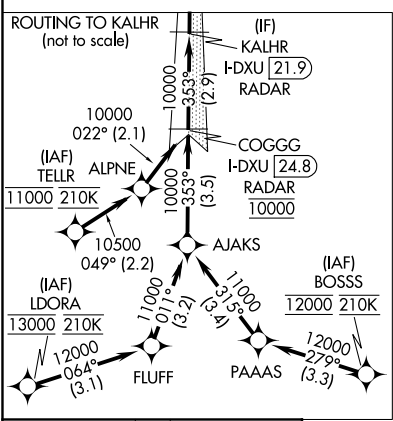 ROUTING TO KALHR
(not to scale)
(IF)
KALHR
I-DXU 21.9
RADAR
10000
353°
(2.9)
10000
022° (2.1)
COGGG
I-DXU 24.8
RADAR
10000
(IAF)
TELLR
11000 210K
ALPNE
10000
353°
(3.5)
10500
049° (2.2)
AJAKS
(IAF)
LDORA
13000 210K
11000
011°
(3.2)
11000
315°
(3.4)
(IAF)
BOSSS
12000 210K
12000
064°
(3.1)
FLUFF
PAAAS
12000
279°
(3.3)